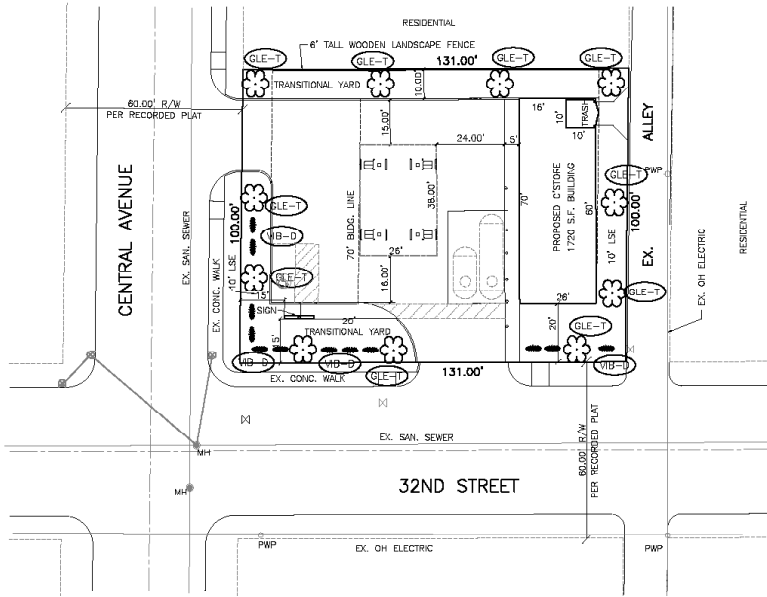 RESIDENTIAL
6' TALL WOODEN LANDSCAPE FENCE
131.00'
GLE-T
GLE-T
GLE-T
GLE-T
TRANSITIONAL YARD
10.00'
60.00' R/W
PER RECORDED PLAT
16'
TRASH
10'
10'
ALLEY
15.00'
24.00'
5'
PWP
GLE-T
CENTRAL AVENUE
EX. SAN. SEWER
EX. CONC. WALK
10' LSE
100.00'
GLE-T
VIB-D
GLE-T
70' BLDG. LINE
38.00'
26'
16.00'
70'
PROPOSED C'STORE
1720 S.F. BUILDING
60'
10' LSE
100.00'
EX.
RESIDENTIAL
EX. OH ELECTRIC
GLE-T
15'
SIGN
20'
TRANSITIONAL YARD
15'
26'
20'
GLE-T
VIB-D
VIB-D
GLE-T
VIB-D
EX. CONC. WALK
131.00'
60.00' R/W
PER RECORDED PLAT
EX. SAN. SEWER
MH
MH
32ND STREET
PWP
EX. OH ELECTRIC
PWP